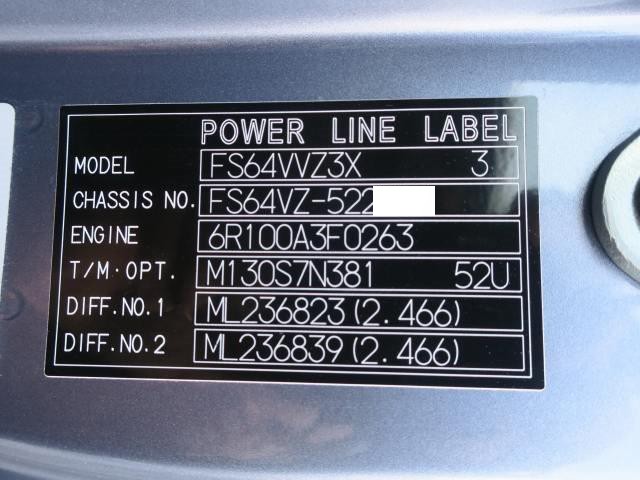 POWER LINE LABEL
MODEL FS64VVZ3X 3
CHASSIS NO. FS64VZ-522
ENGINE 6R100A3F0263
T/M·OPT. M130S7N381 52U
DIFF.NO.1 ML236823(2.466)
DIFF.NO.2 ML236839(2.466)